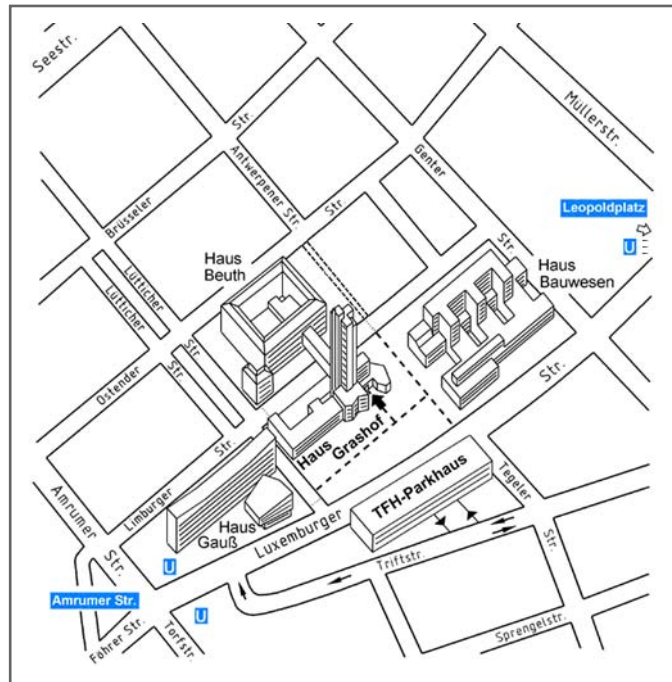 Seestr.
Str.
Müllerstr.
Antwerpener Str.
Genter
Str
Str.
Brüsseler
Leopoldplatz
U
Haus
Beuth
Haus
Bauwesen
Lütticher
Lütticher
Str
Str.
Ostender
Str.
Str.
Haus
Grashof
Limburger
Amrumer Str.
Haus
Gauß
Luxemburger
TFH-Parkhaus
Tegeler
Str.
U
Triftstr.
Amrumer Str.
U
Föhrer Str.
Torfstr.
Sprengelstr.